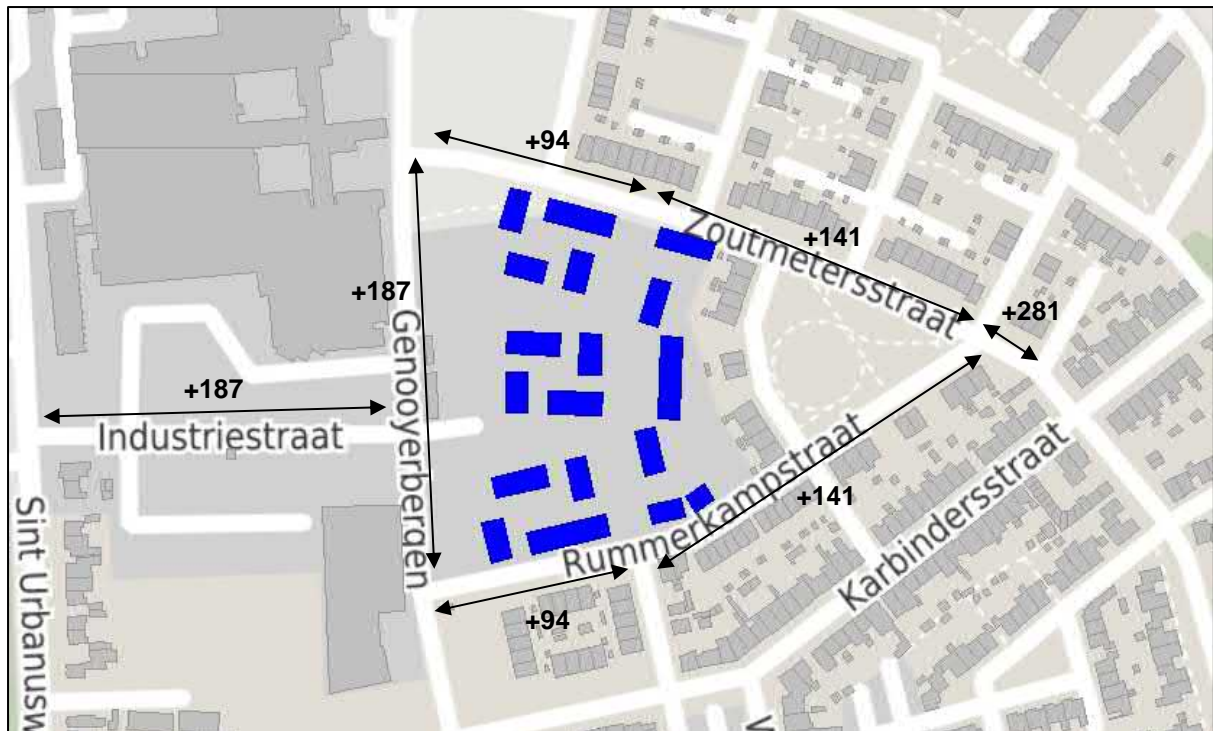 +94
Zoutmetersstraat
+141
+281
+187
Genooyerbergen
+187
Industriestraat
Sint Urbanusw
Rummerkampstraat
+141
Karbindersstraat
+94